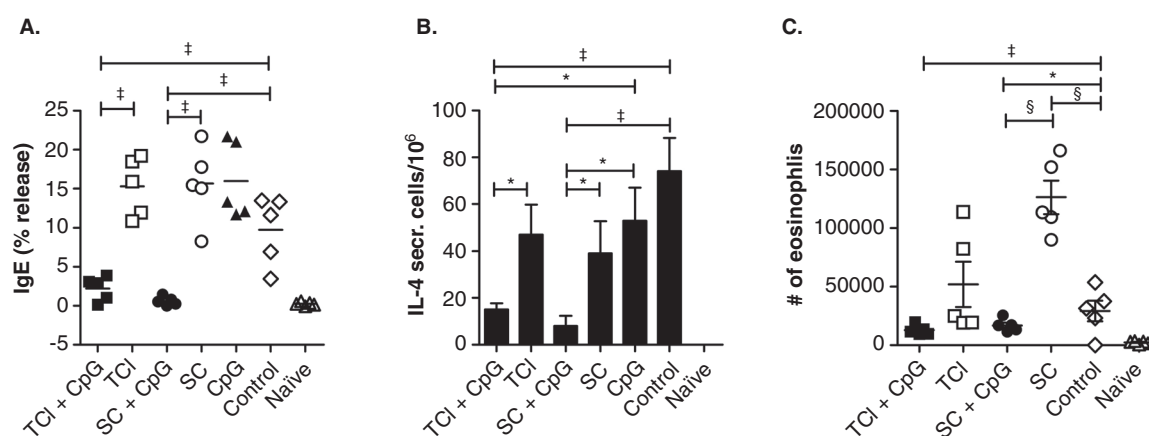 A.
‡
‡
‡
‡
IgE (% release)
25
20
15
10
5
0
-5
TCI + CpG
TCI
SC + CpG
SC
CpG
Control
Naïve
B.
‡
*
‡
*
*
*
IL-4 secr. cells/10⁶
100
80
60
40
20
0
TCI + CpG
TCI
SC + CpG
SC
CpG
Control
Naïve
C.
‡
*
§
§
# of eosinophlis
200000
150000
100000
50000
0
TCI + CpG
TCI
SC + CpG
SC
Control
Naïve